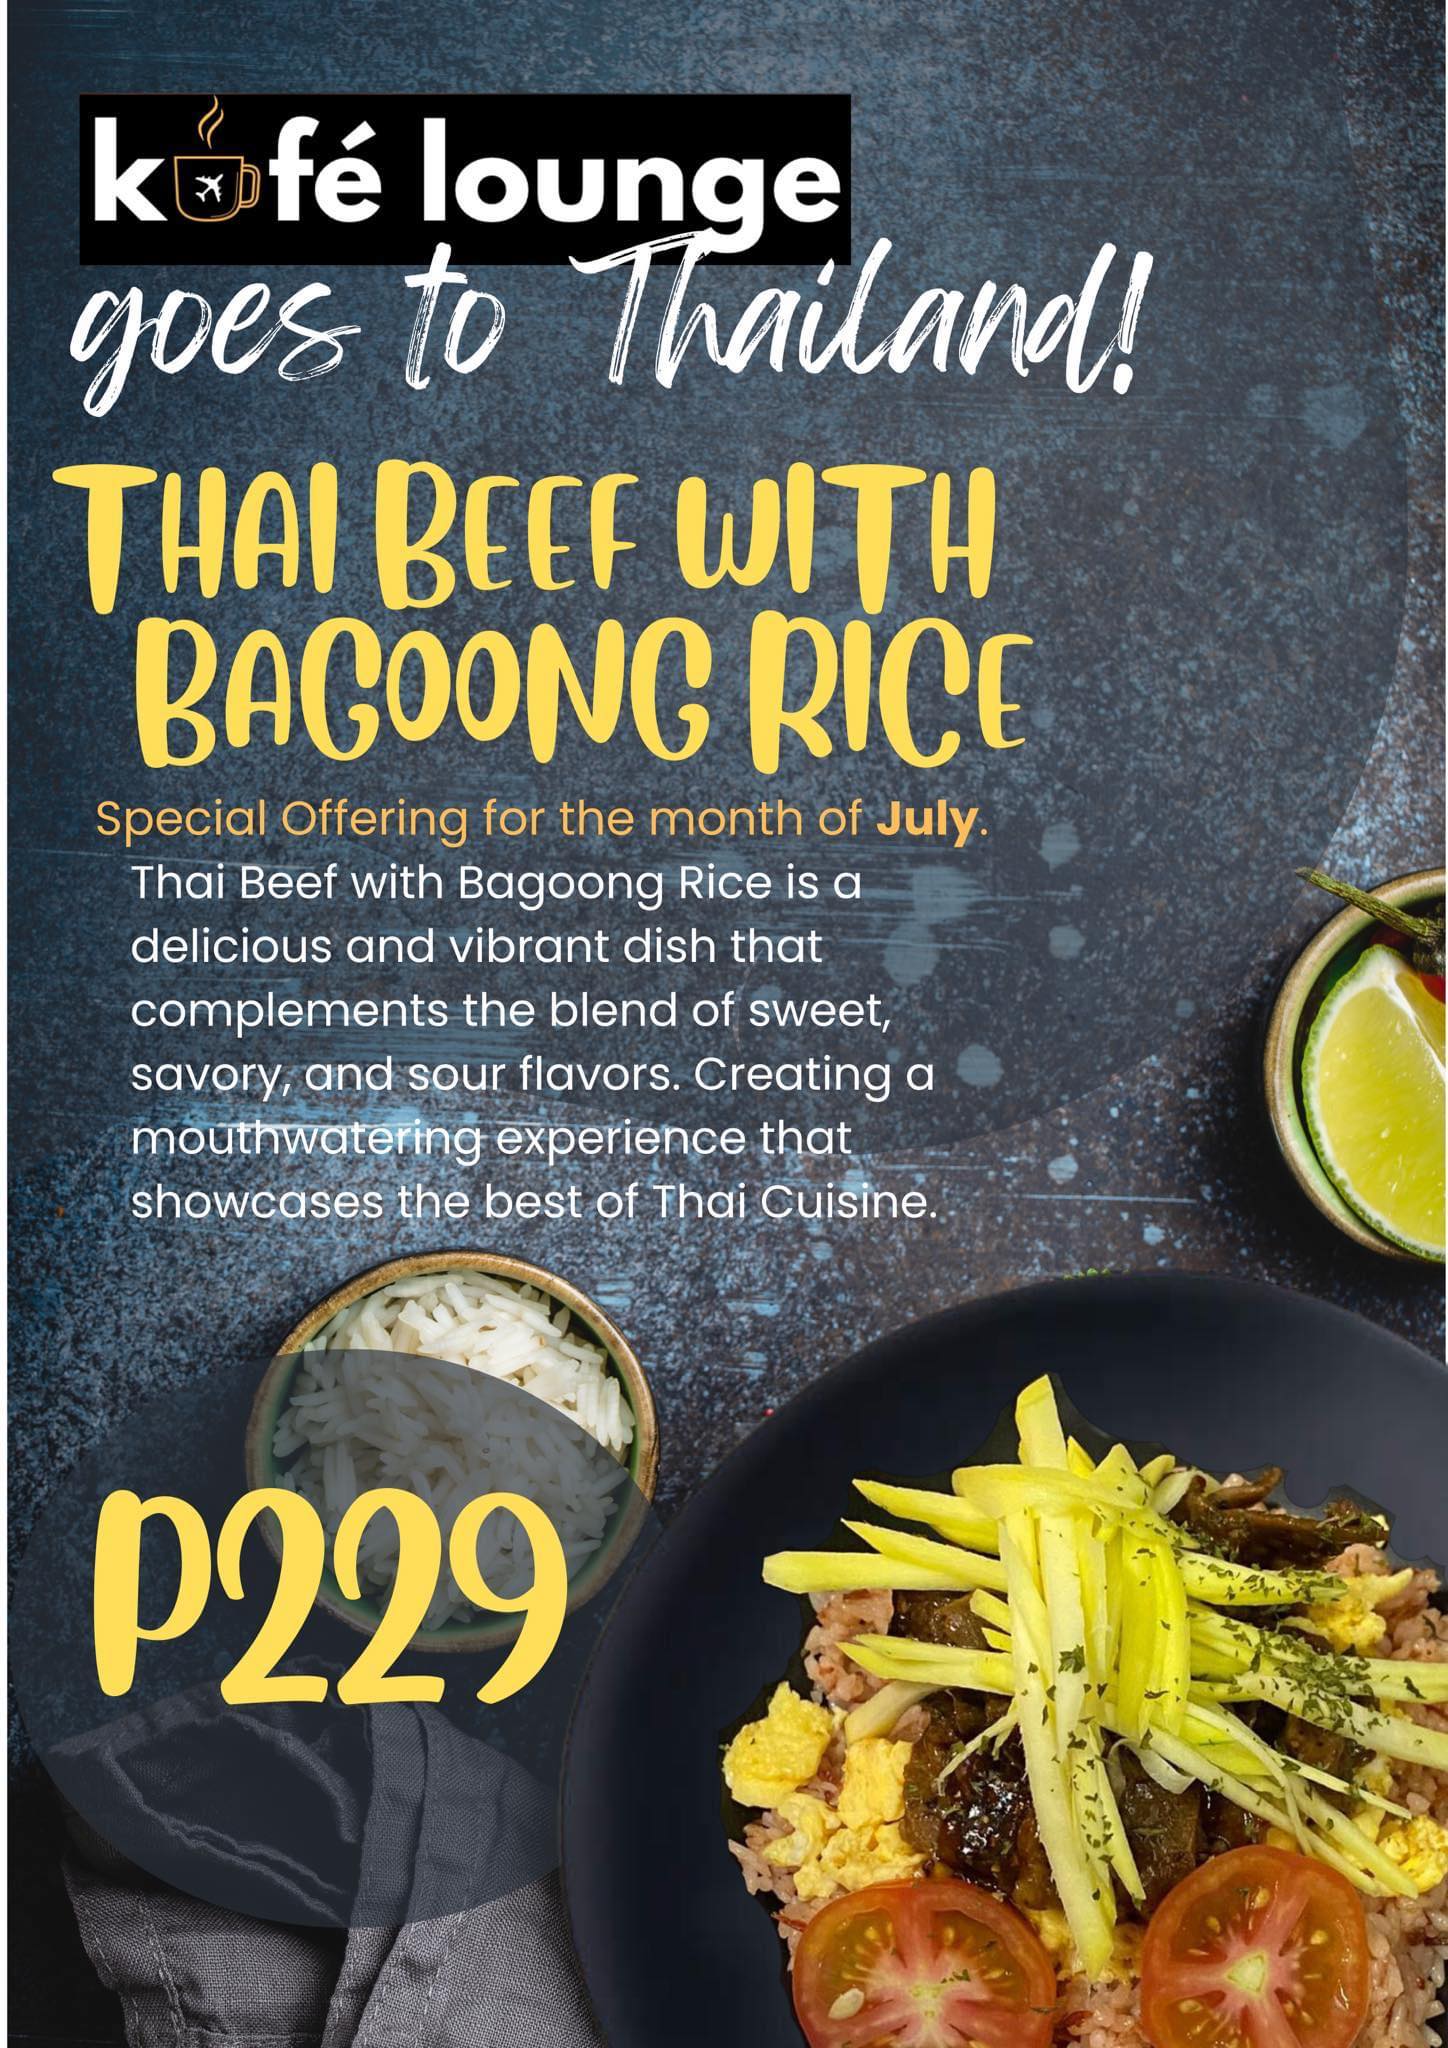 kafé lounge
goes to Thailand!
THAI BEEF WITH
BAGOONG RICE
Special Offering for the month of July.
Thai Beef with Bagoong Rice is a
delicious and vibrant dish that
complements the blend of sweet,
savory, and sour flavors. Creating a
mouthwatering experience that
showcases the best of Thai Cuisine.
P229